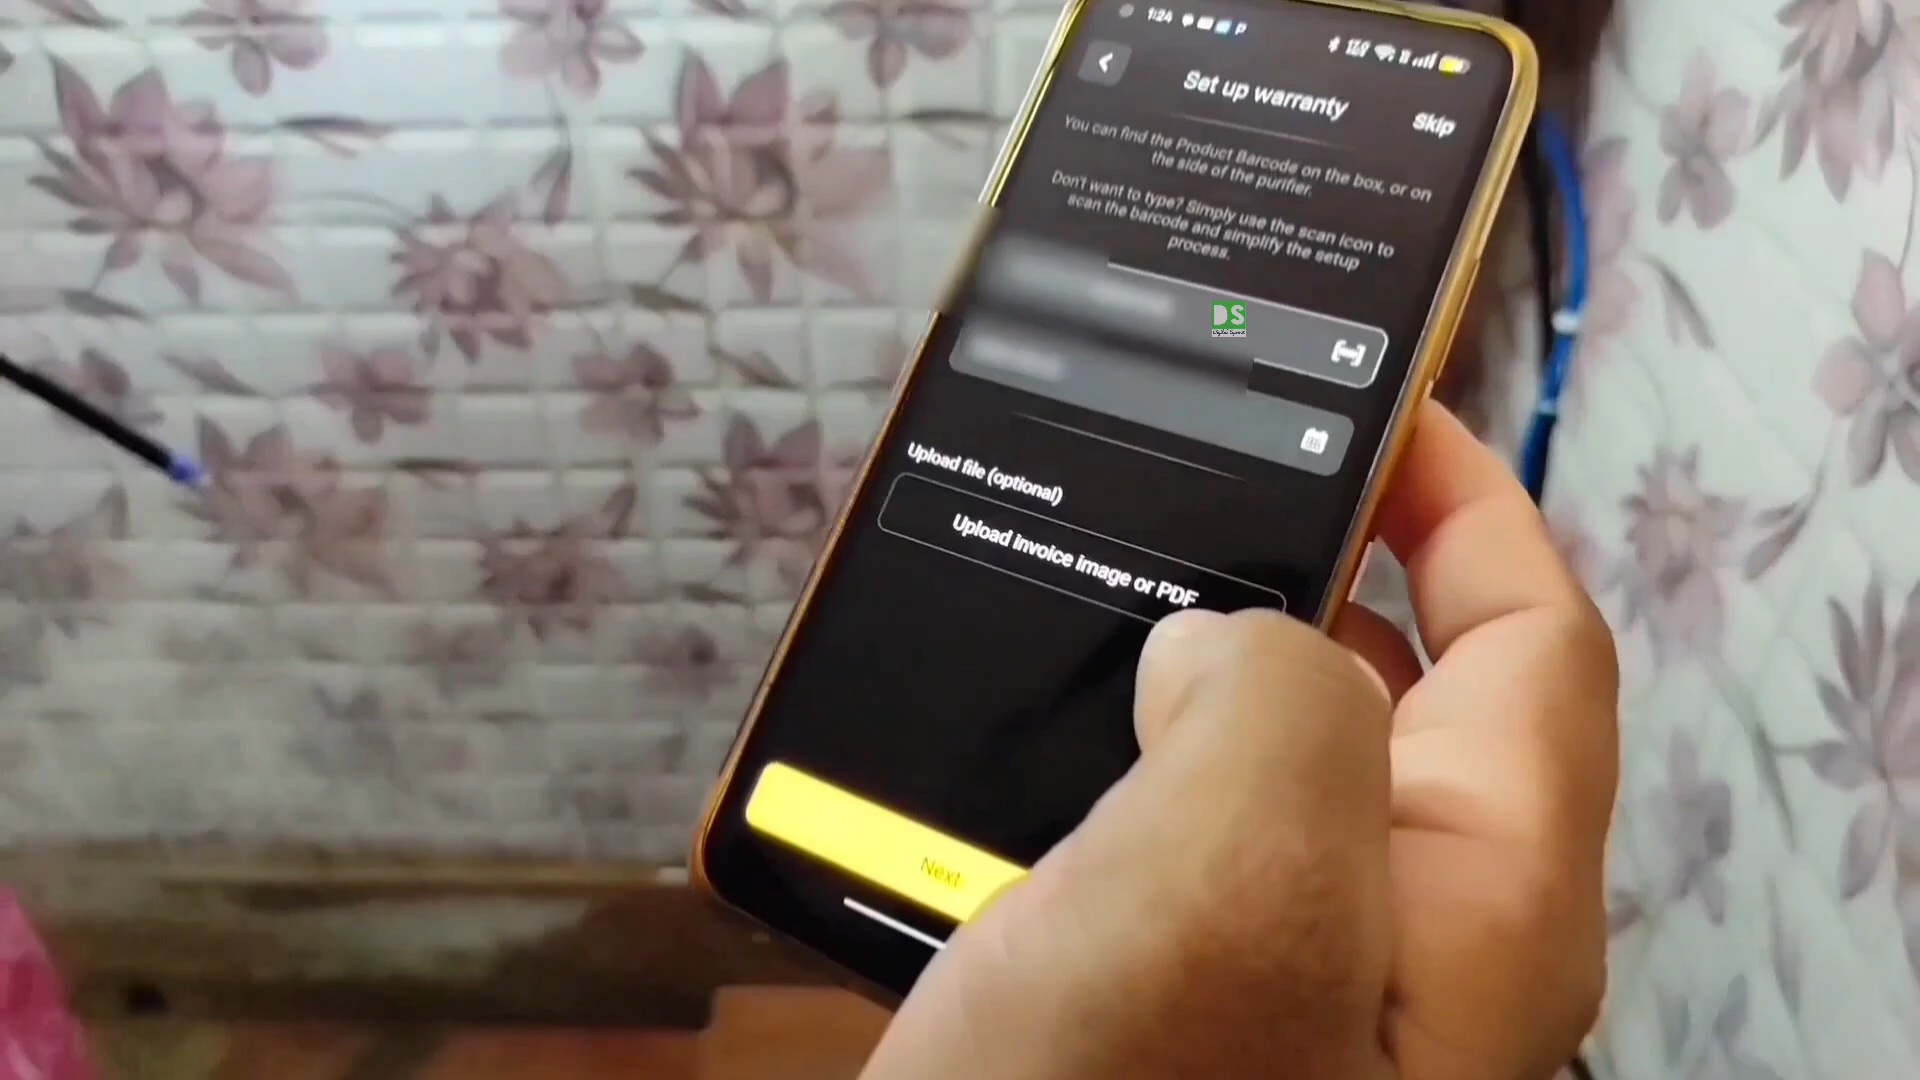 1:24
P
Set up warranty
Skip
You can find the Product Barcode on the box, or on
the side of the purifier.
Don't want to type? Simply use the scan icon to
scan the barcode and simplify the setup
process.
DS
Upload file (optional)
Upload invoice image or PDF
Next